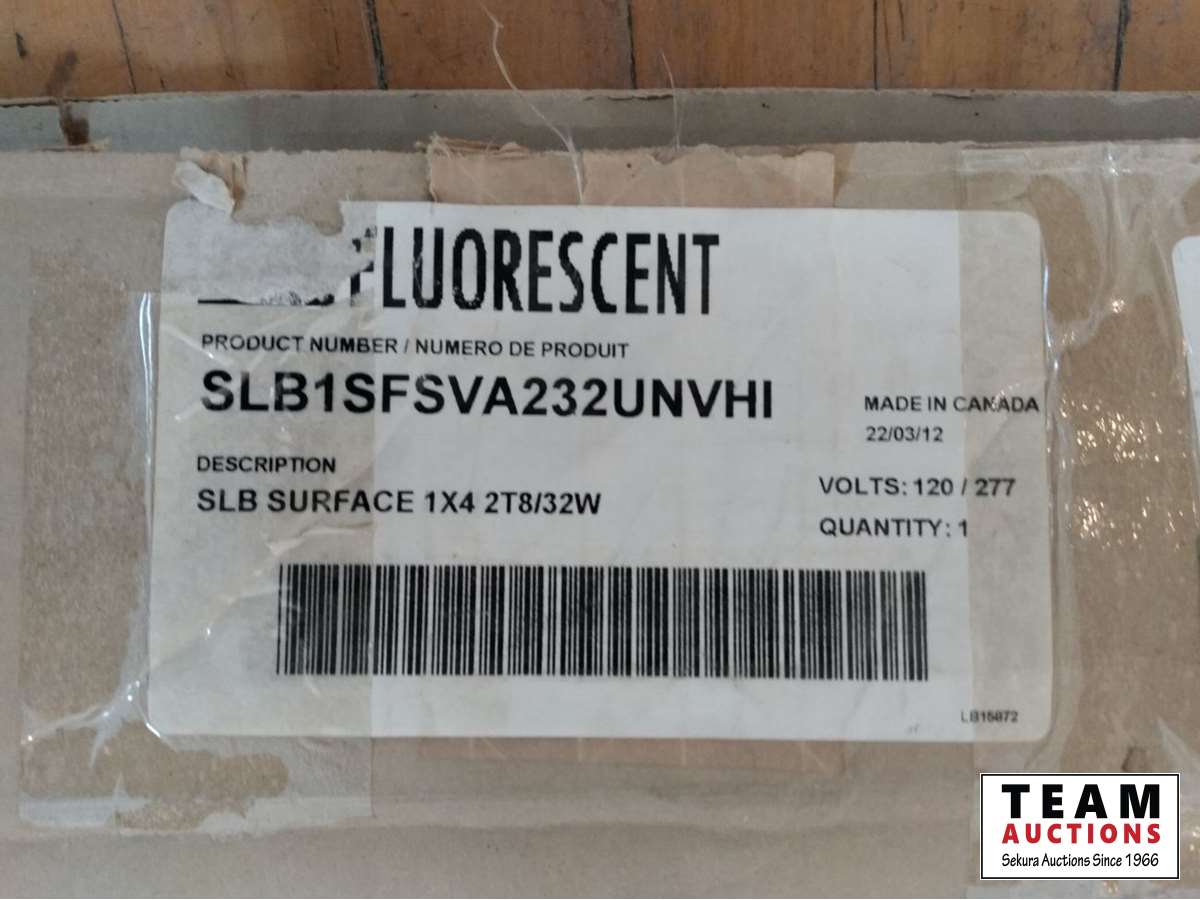 FLUORESCENT
PRODUCT NUMBER / NUMERO DE PRODUIT
SLB1SFSVA232UNVHI
MADE IN CANADA
22/03/12
DESCRIPTION
SLB SURFACE 1X4 2T8/32W
VOLTS: 120 / 277
QUANTITY: 1
LB15872
TEAM
AUCTIONS
Sekura Auctions Since 1966